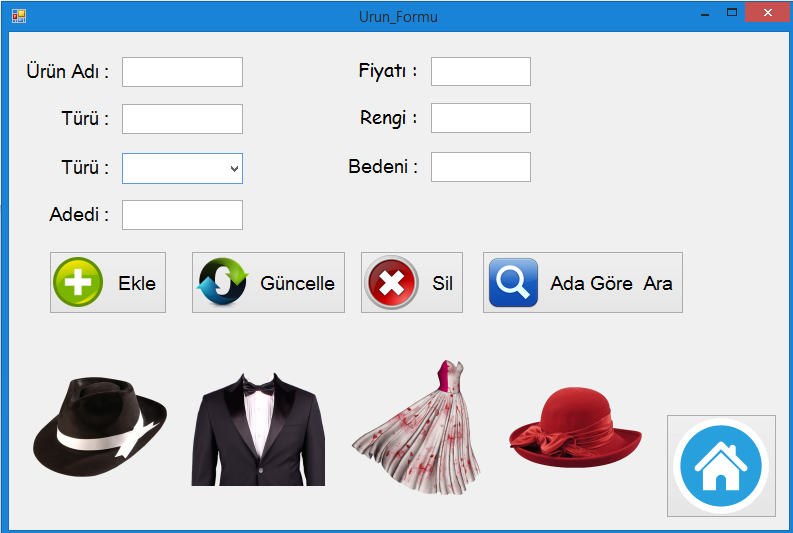 Urun_Formu
Ürün Adı :
Fiyatı :
Türü :
Rengi :
Türü :
Bedeni :
Adedi :
Ekle
Güncelle
Sil
Ada Göre Ara